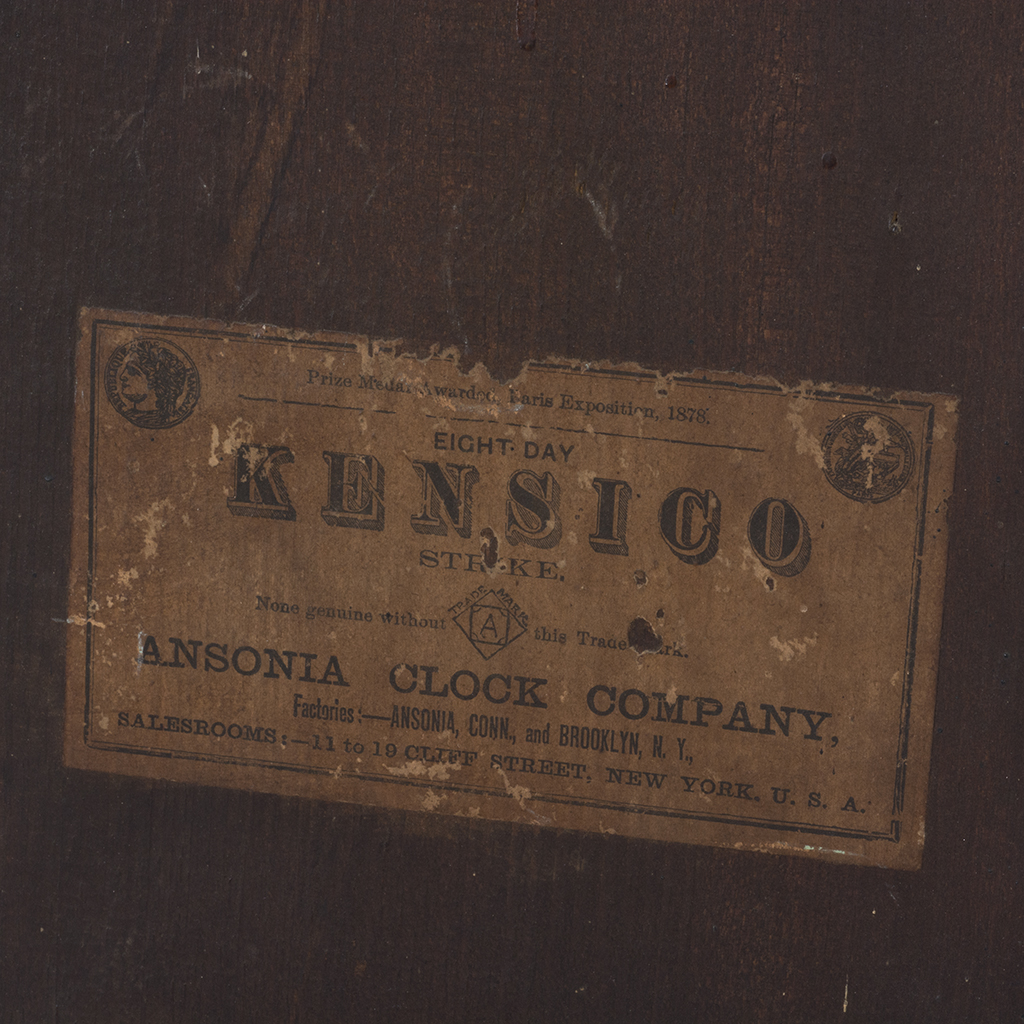 Prize Medal Awarded, Paris Exposition, 1878.
EIGHT-DAY
KENSICO
STRIKE.
None genuine without TRADE MARK A this Trade Mark.
ANSONIA CLOCK COMPANY,
Factories:—ANSONIA, CONN., and BROOKLYN, N. Y.,
SALESROOMS:—11 to 19 CLIFF STREET, NEW YORK. U. S. A.